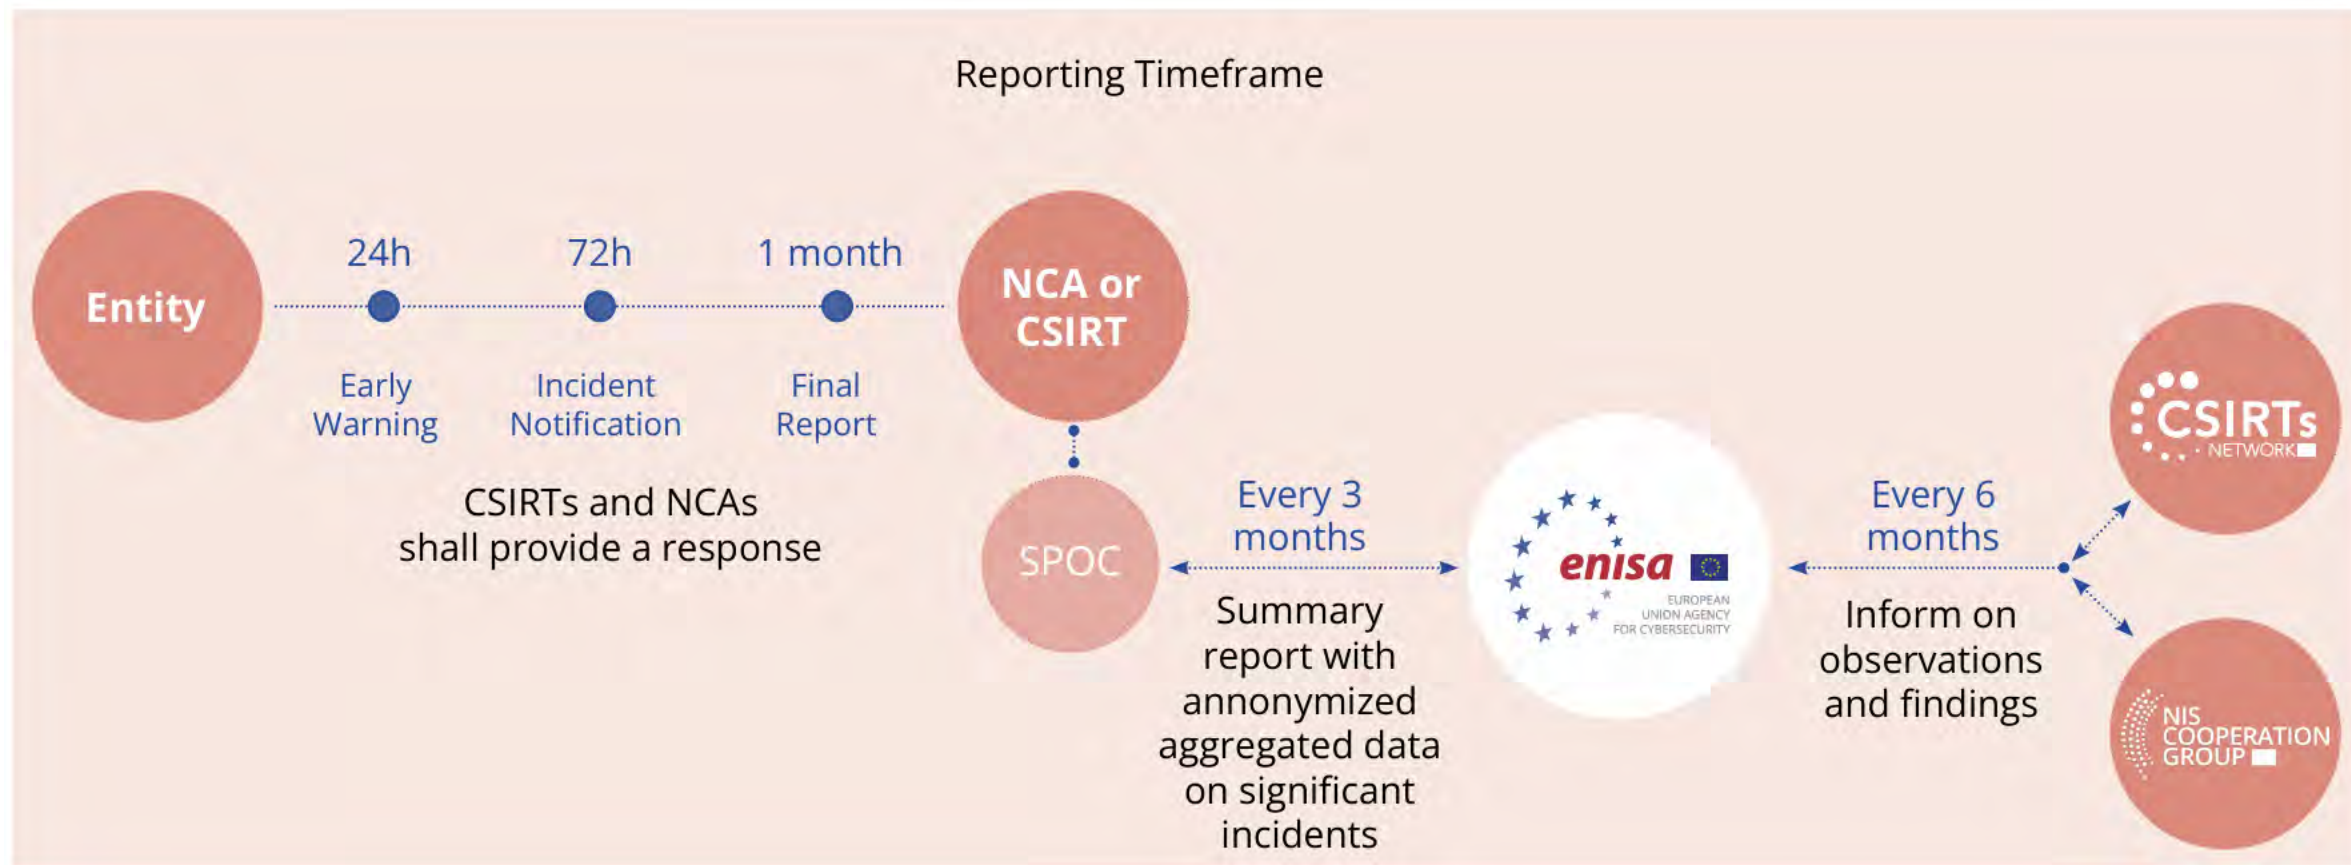 Reporting Timeframe
Entity
24h
72h
1 month
Early
Warning
Incident
Notification
Final
Report
CSIRTs and NCAs
shall provide a response
NCA or
CSIRT
SPOC
Every 3
months
Summary
report with
annonymized
aggregated data
on significant
incidents
enisa
EUROPEAN
UNION AGENCY
FOR CYBERSECURITY
Every 6
months
Inform on
observations
and findings
CSIRTs
NETWORK
NIS
COOPERATION
GROUP